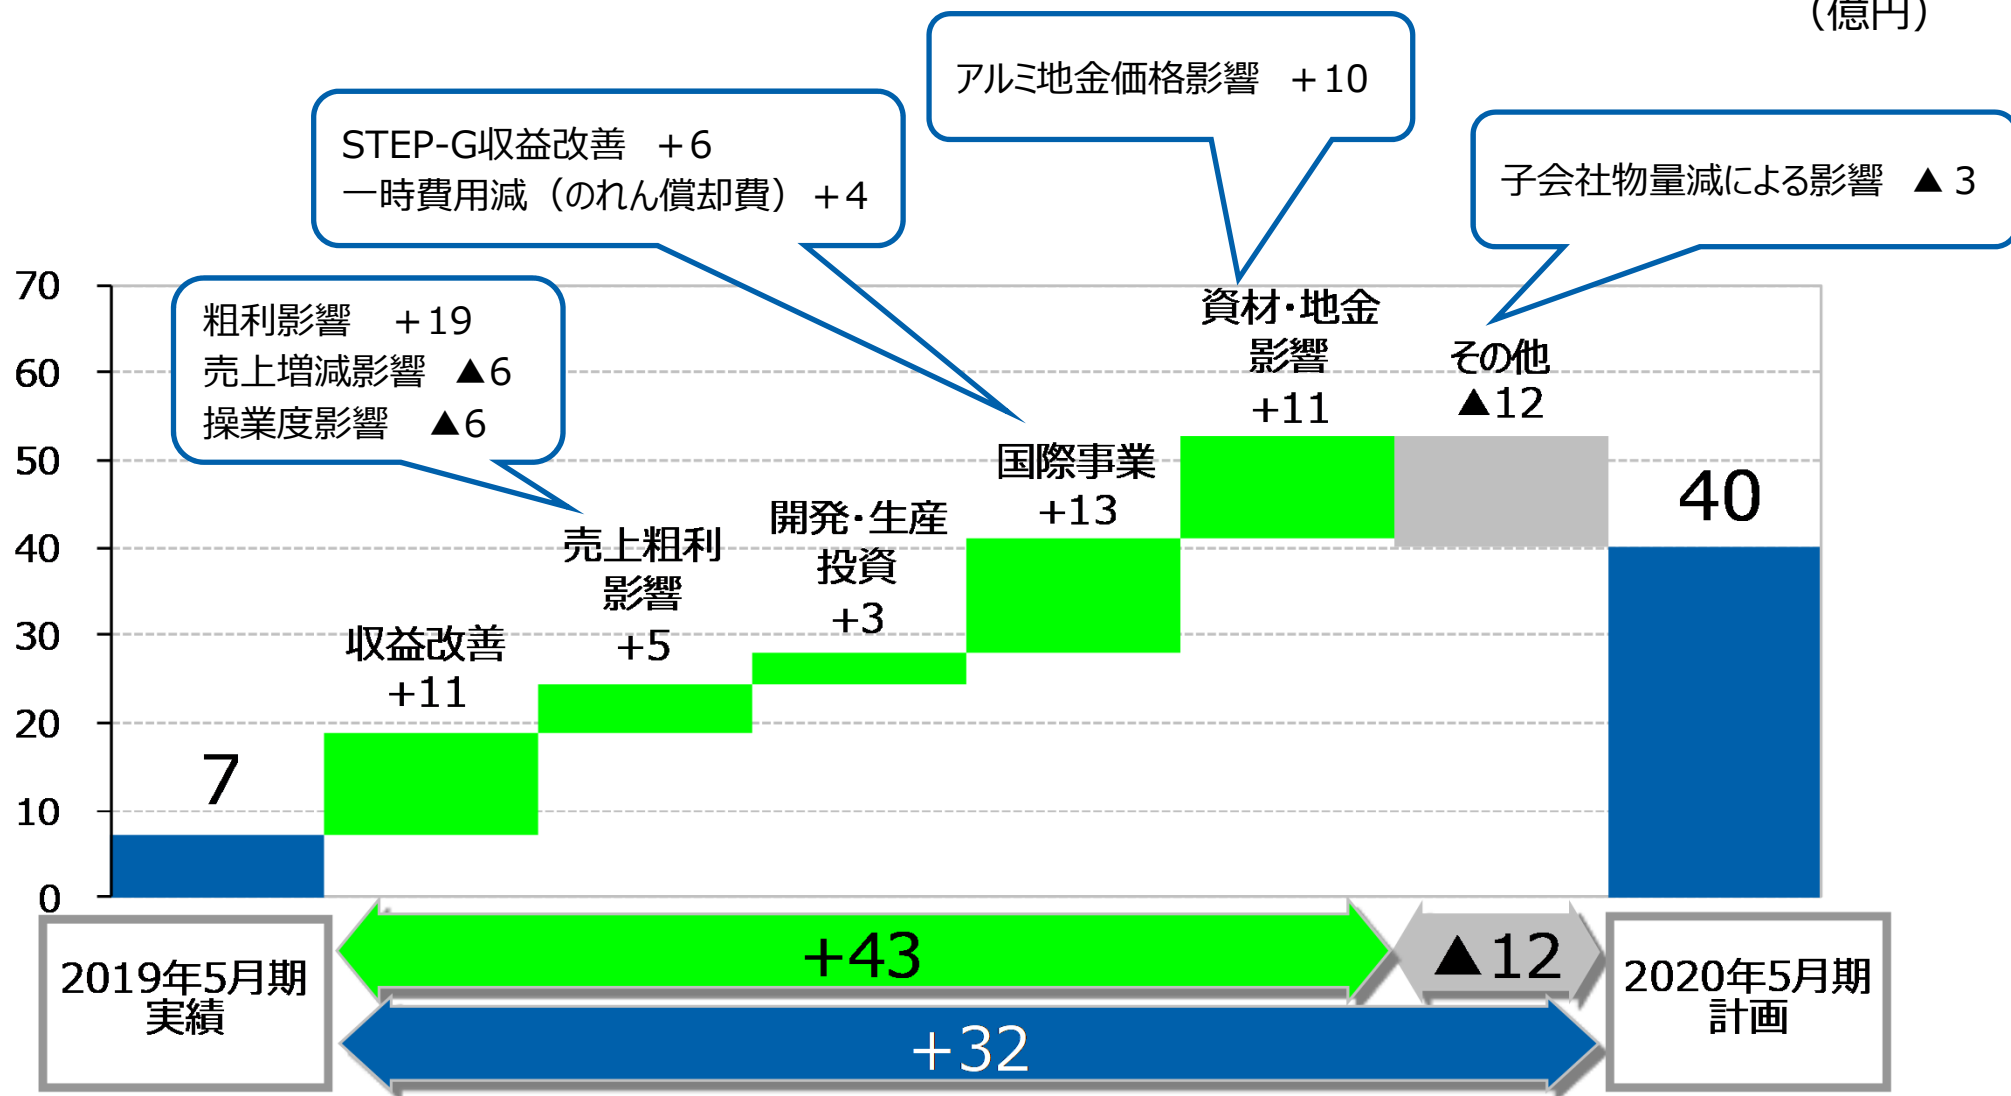 （億円）
アルミ地金価格影響　＋10
STEP-G収益改善　＋6
一時費用減（のれん償却費）＋4
子会社物量減による影響　▲ 3
粗利影響　＋19
売上増減影響　▲6
操業度影響　▲6
70
60
50
40
30
20
10
0
7
収益改善
+11
売上粗利
影響
+5
開発・生産
投資
+3
国際事業
+13
資材・地金
影響
+11
その他
▲12
40
+43
▲12
+32
2019年5月期
実績
2020年5月期
計画